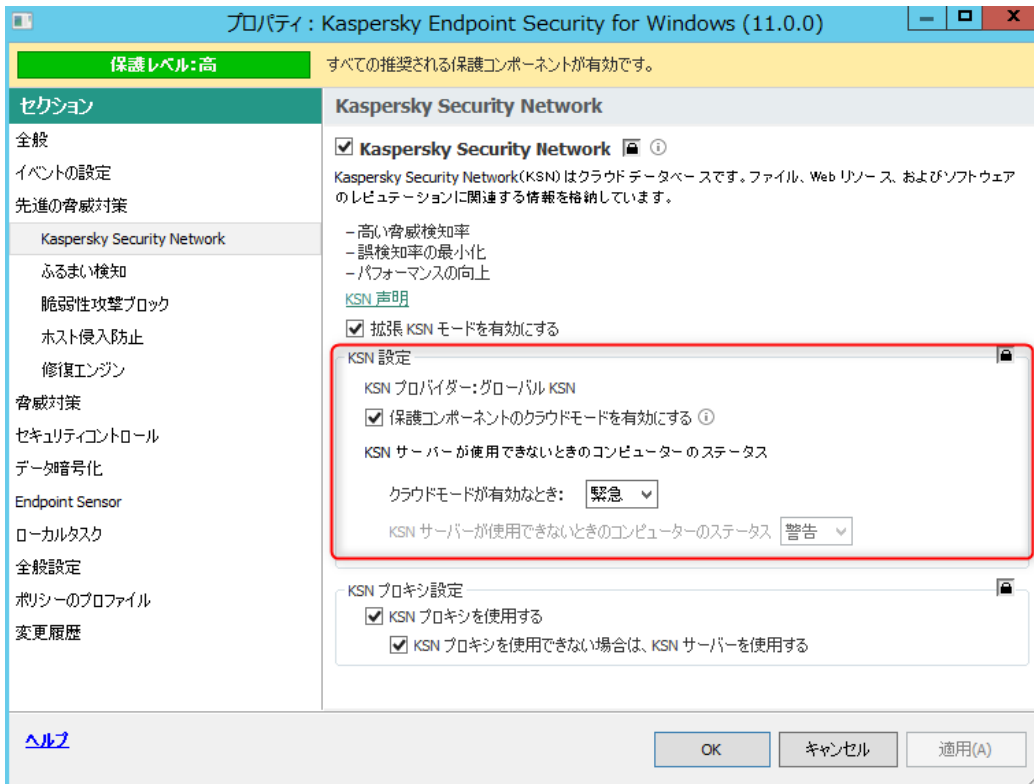 プロパティ : Kaspersky Endpoint Security for Windows (11.0.0)
保護レベル:高
すべての推奨される保護コンポーネントが有効です。
セクション
全般
イベントの設定
先進の脅威対策
Kaspersky Security Network
ふるまい検知
脆弱性攻撃ブロック
ホスト侵入防止
修復エンジン
脅威対策
セキュリティコントロール
データ暗号化
Endpoint Sensor
ローカルタスク
全般設定
ポリシーのプロファイル
変更履歴
Kaspersky Security Network
Kaspersky Security Network
Kaspersky Security Network(KSN) はクラウド データベースです。ファイル、Web リソース、およびソフトウェア
のレピュテーションに関連する情報を格納しています。
– 高い脅威検知率
– 誤検知率の最小化
– パフォーマンスの向上
KSN 声明
拡張 KSN モードを有効にする
KSN 設定
KSN プロバイダー:グローバル KSN
保護コンポーネントのクラウドモードを有効にする
KSN サーバーが使用できないときのコンピューターのステータス
クラウドモードが有効なとき: 緊急
KSN サーバーが使用できないときのコンピューターのステータス 警告
KSN プロキシ設定
KSN プロキシを使用する
KSN プロキシを使用できない場合は、KSN サーバーを使用する
ヘルプ
OK
キャンセル
適用(A)